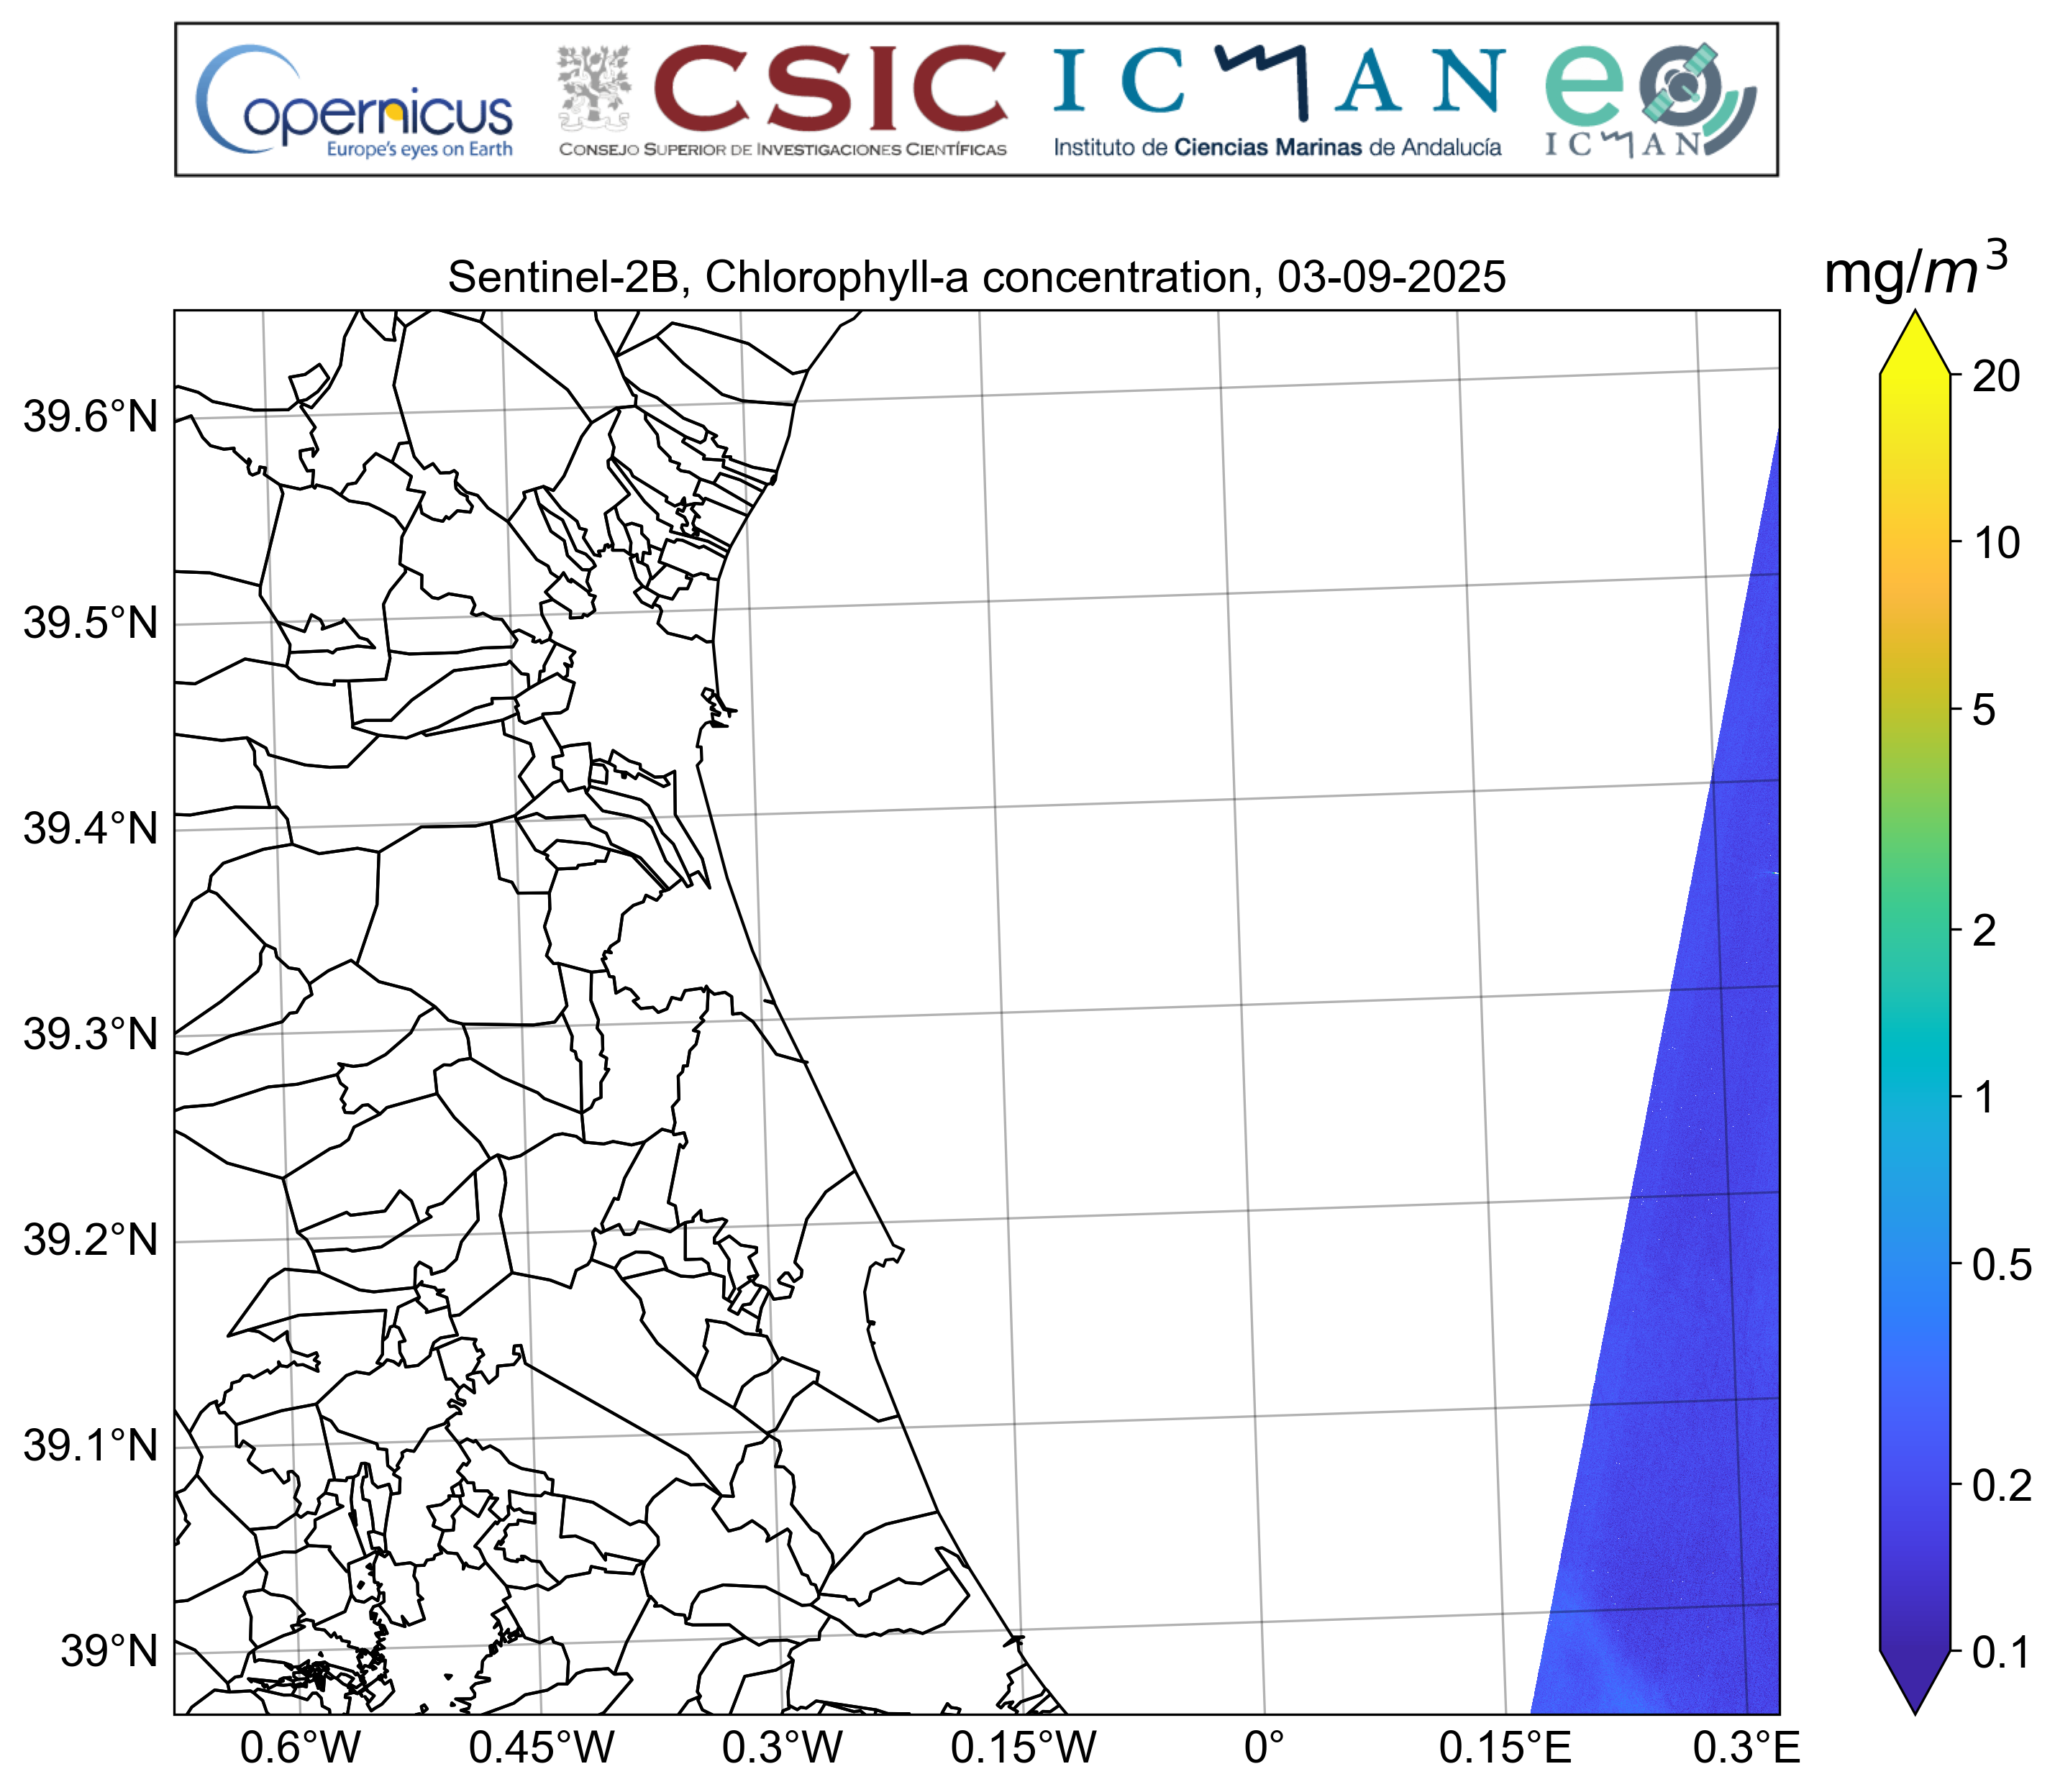 opernicus
Europe's eyes on Earth
CSIC
CONSEJO SUPERIOR DE INVESTIGACIONES CIENTÍFICAS
ICMAN
Instituto de Ciencias Marinas de Andalucía
eo
ICMAN
Sentinel-2B, Chlorophyll-a concentration, 03-09-2025
mg/m³
39.6°N
39.5°N
39.4°N
39.3°N
39.2°N
39.1°N
39°N
0.6°W 0.45°W 0.3°W 0.15°W 0° 0.15°E 0.3°E
20
10
5
2
1
0.5
0.2
0.1